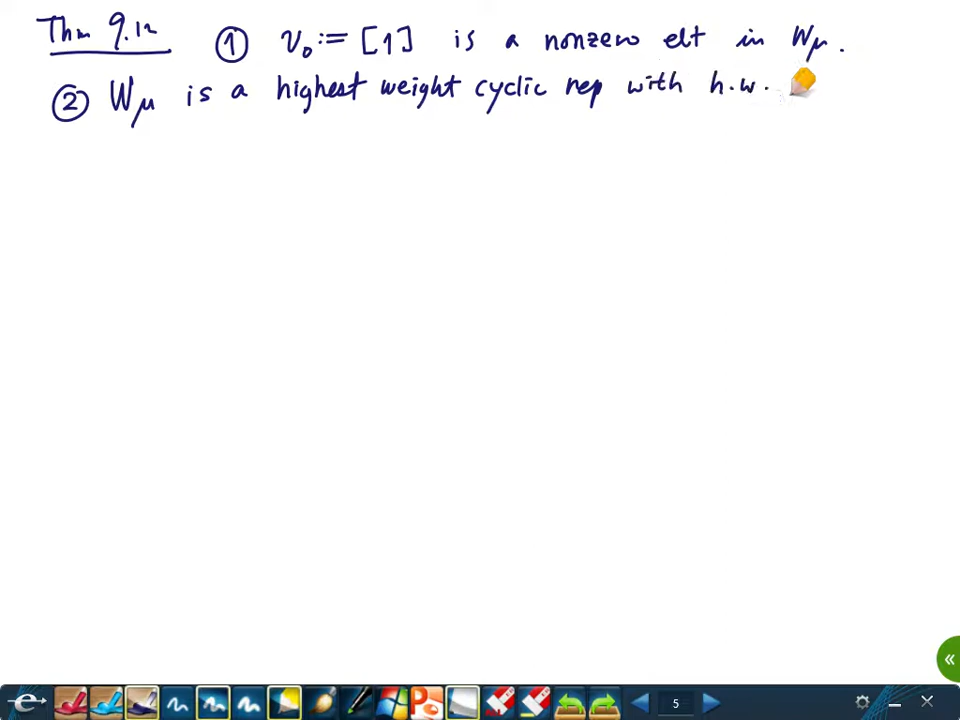 Thm 9.12 ① v₀ := [1] is a nonzero elt in Wμ.
② Wμ is a highest weight cyclic rep with h.w.
5